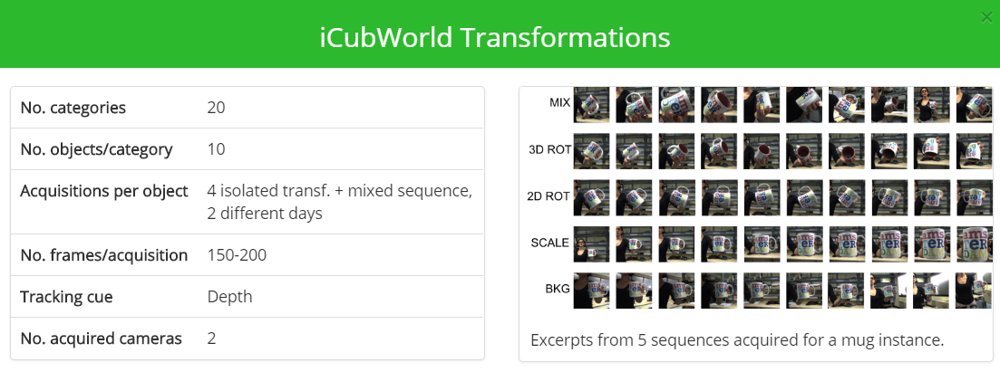 iCubWorld Transformations
×
No. categories 20
No. objects/category 10
Acquisitions per object 4 isolated transf. + mixed sequence,
2 different days
No. frames/acquisition 150-200
Tracking cue Depth
No. acquired cameras 2
MIX
3D ROT
2D ROT
SCALE
BKG
Excerpts from 5 sequences acquired for a mug instance.